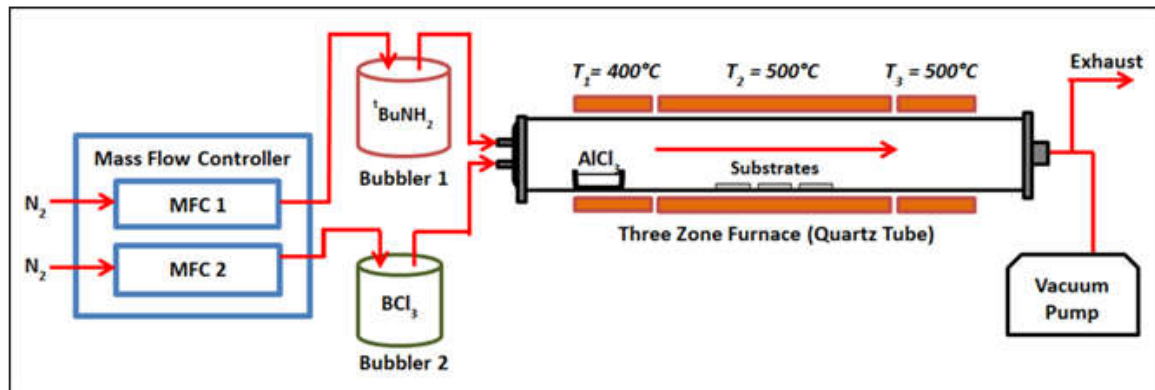 Mass Flow Controller
N₂
MFC 1
N₂
MFC 2
ᵗBuNH₂
Bubbler 1
BCl₃
Bubbler 2
T₁= 400°C
T₂= 500°C
T₃= 500°C
AlCl₃
Substrates
Three Zone Furnace (Quartz Tube)
Exhaust
Vacuum
Pump